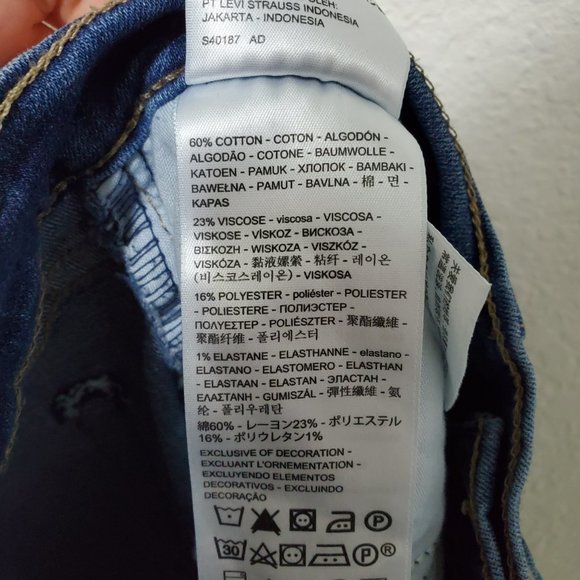 PT LEVI STRAUSS INDONESIA
JAKARTA - INDONESIA
S40187 AD
60% COTTON - COTON - ALGODÓN -
ALGODÃO - COTONE - BAUMWOLLE -
KATOEN - PAMUK - ХЛОПОК - BAMBAKI -
BAWEŁNA - PAMUT - BAVLNA - 棉 - 면 -
KAPAS
23% VISCOSE - viscosa - VISCOSA -
VISKOSE - VİSKOZ - ВИСКОЗА -
ΒΙΣΚΟΖΗ - WISKOZA - VISZKÓZ -
VISKÓZA - 黏液螺縈 - 粘纤 - 레이온
(비스코스레이온) - VISKOSA
16% POLYESTER - poliéster - POLIESTER
- POLIESTERE - ПОЛИЭСТЕР -
ΠΟΛΥΕΣΤΕΡ - POLIÉSZTER - 聚酯纖維 -
聚酯纤维 - 폴리에스터
1% ELASTANE - ELASTHANNE - elastano -
ELASTANO - ELASTOMERO - ELASTHAN
- ELASTAAN - ELASTAN - ЭЛАСТАН -
ΕΛΑΣΤΑΝΗ - GUMISZÁL - 彈性纖維 - 氨
纶 - 폴리우레탄
綿60% - レーヨン23% - ポリエステル
16% - ポリウレタン1%
EXCLUSIVE OF DECORATION -
EXCLUANT L'ORNEMENTATION -
EXCLUYENDO ELEMENTOS
DECORATIVOS - EXCLUINDO
DECORAÇÃO
P
30 P ®